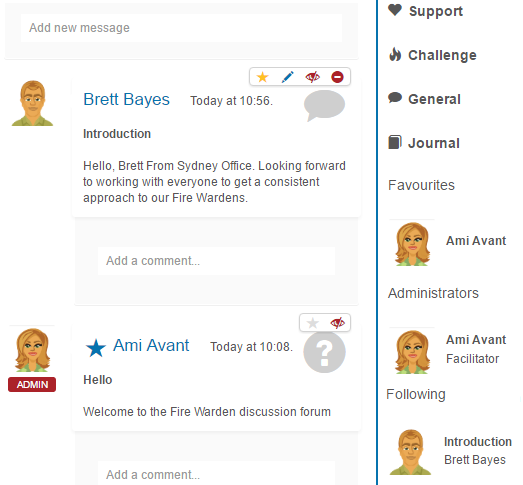 Add new message
Brett Bayes Today at 10:56.
Introduction
Hello, Brett From Sydney Office. Looking forward
to working with everyone to get a consistent
approach to our Fire Wardens.
Add a comment...
Ami Avant Today at 10:08.
?
ADMIN
Hello
Welcome to the Fire Warden discussion forum
Add a comment...
Support
Challenge
General
Journal
Favourites
Ami Avant
Administrators
Ami Avant
Facilitator
Following
Introduction
Brett Bayes